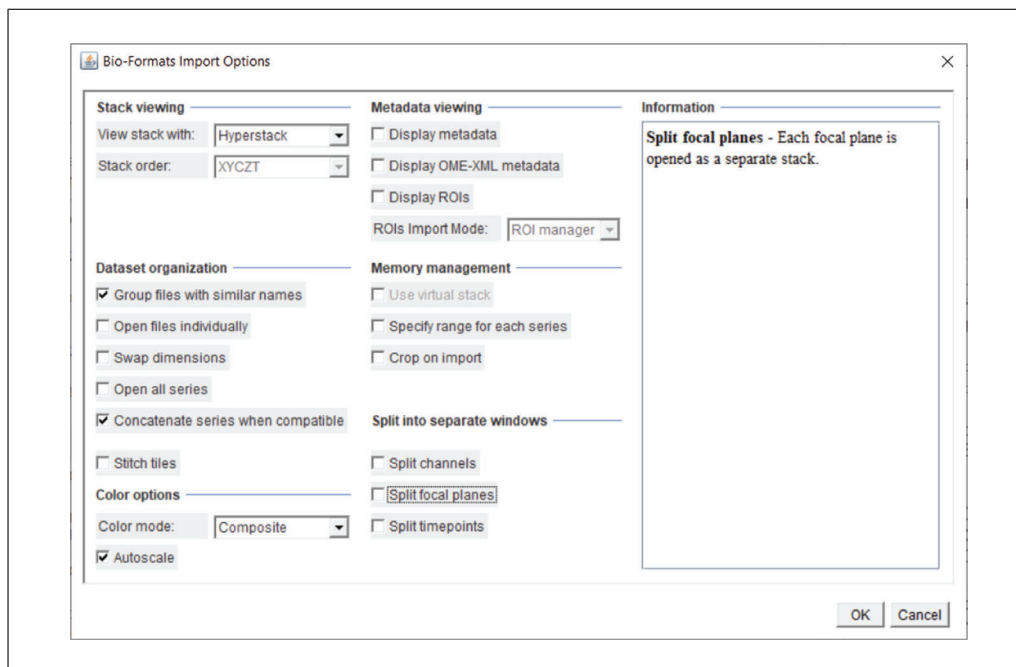 Bio-Formats Import Options
Stack viewing
View stack with: Hyperstack
Stack order: XYCZT
Dataset organization
Group files with similar names
Open files individually
Swap dimensions
Open all series
Concatenate series when compatible
Stitch tiles
Color options
Color mode: Composite
Autoscale
Metadata viewing
Display metadata
Display OME-XML metadata
Display ROIs
ROIs Import Mode: ROI manager
Memory management
Use virtual stack
Specify range for each series
Crop on import
Split into separate windows
Split channels
Split focal planes
Split timepoints
Information
Split focal planes - Each focal plane is
opened as a separate stack.
OK Cancel